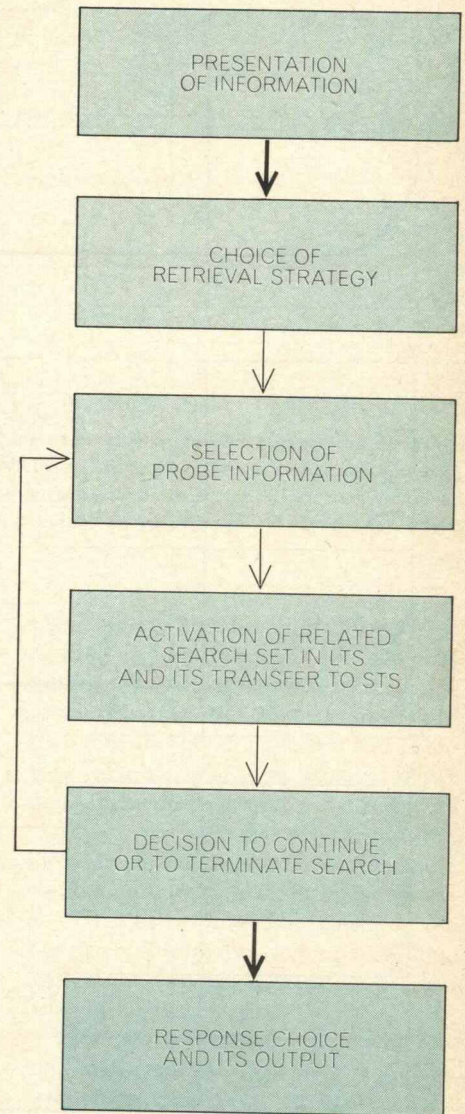 PRESENTATION
OF INFORMATION
CHOICE OF
RETRIEVAL STRATEGY
SELECTION OF
PROBE INFORMATION
ACTIVATION OF RELATED
SEARCH SET IN LTS
AND ITS TRANSFER TO STS
DECISION TO CONTINUE
OR TO TERMINATE SEARCH
RESPONSE CHOICE
AND ITS OUTPUT